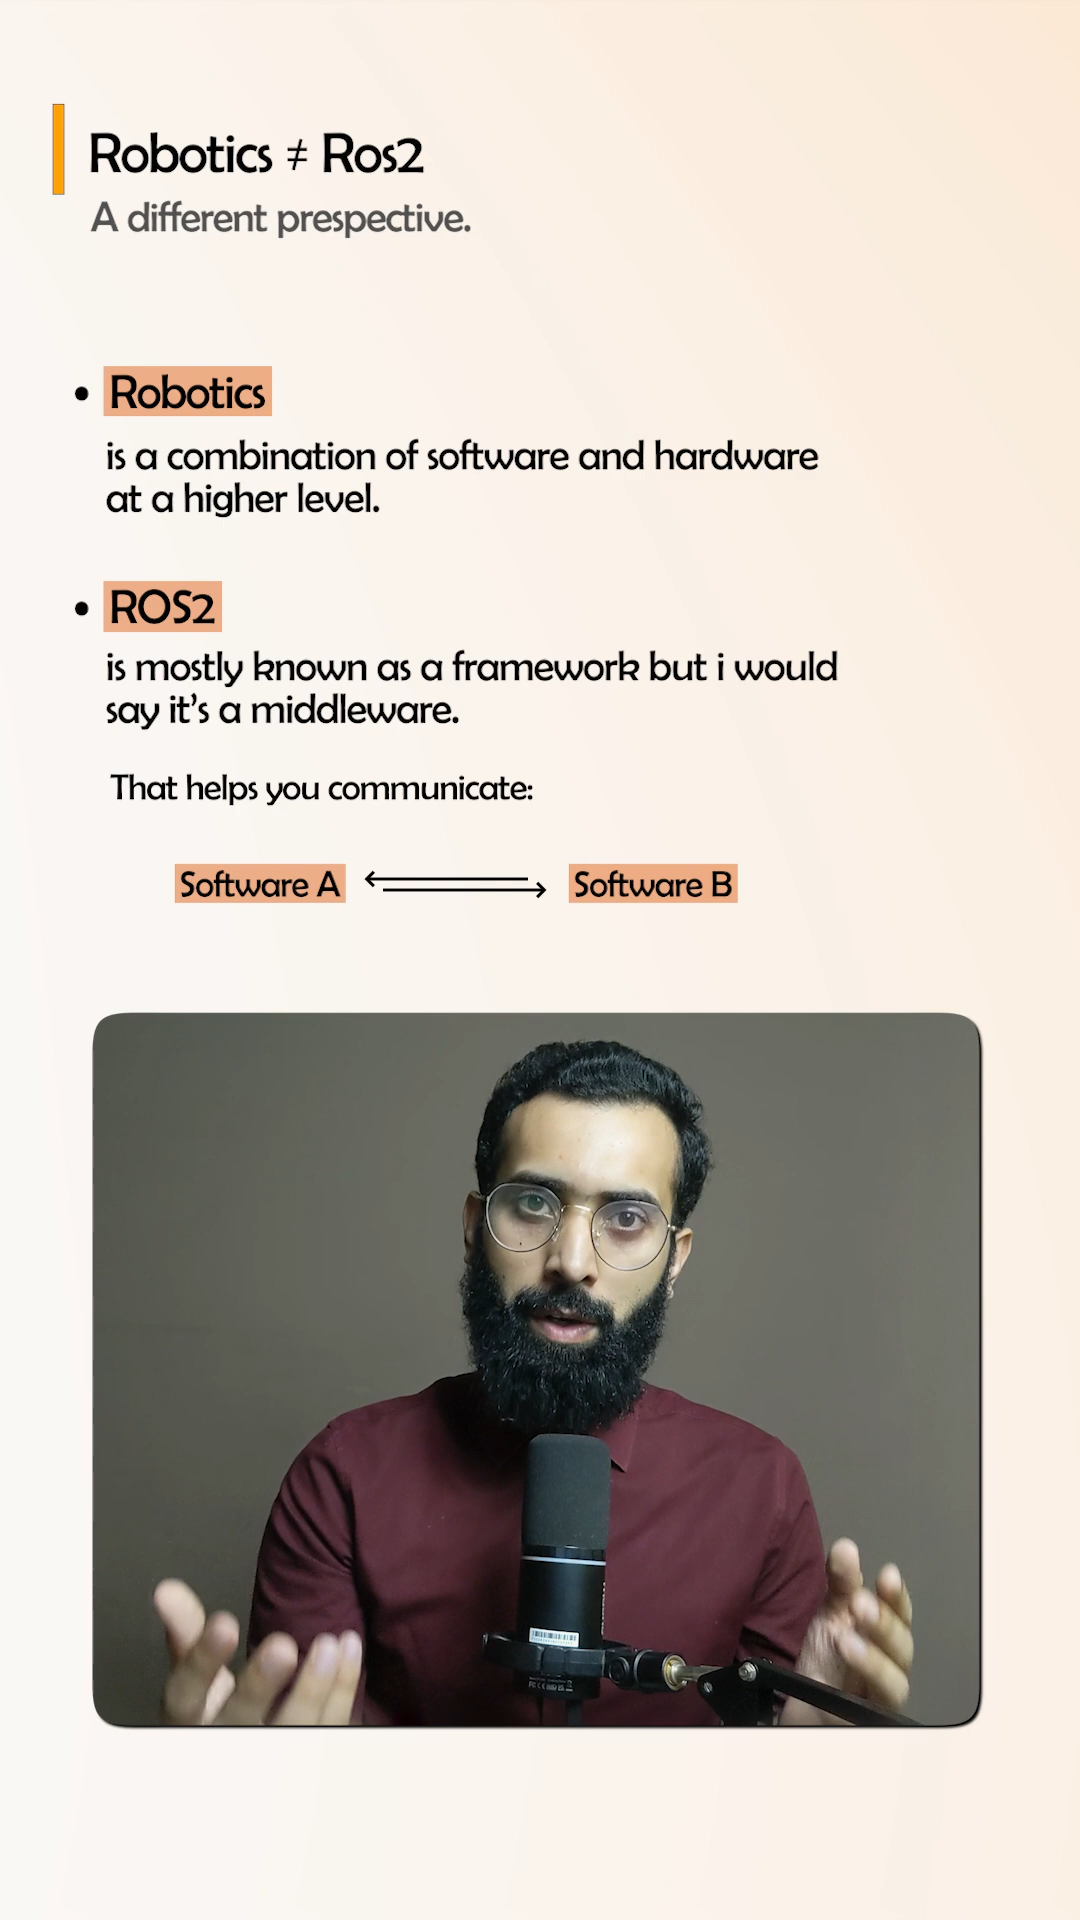 Robotics ≠ Ros2
A different prespective.
• Robotics
is a combination of software and hardware
at a higher level.
• ROS2
is mostly known as a framework but i would
say it's a middleware.
That helps you communicate:
Software A
Software B